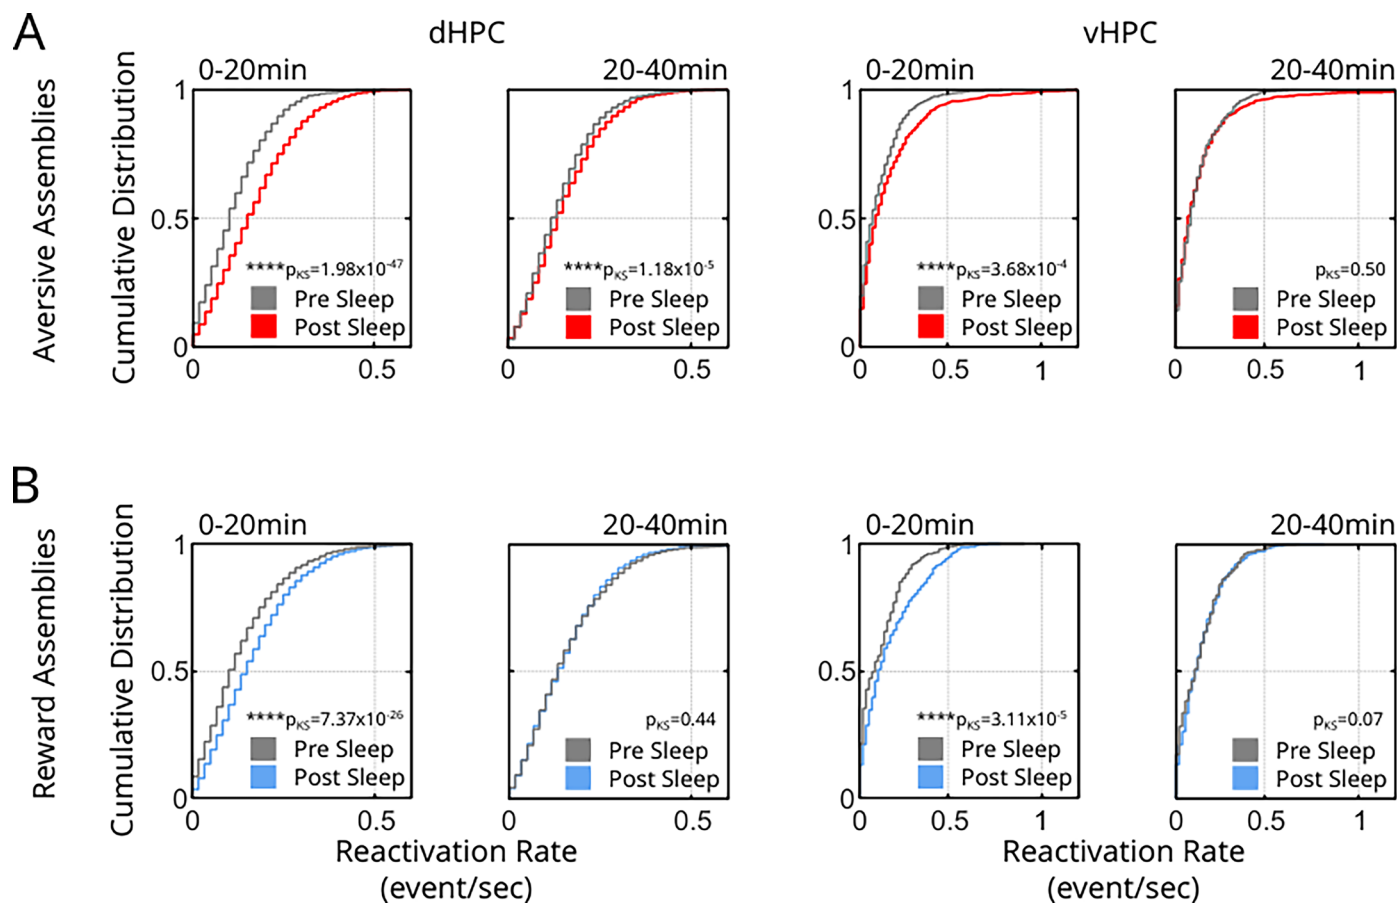 A
dHPC
vHPC
0-20min
20-40min
0-20min
20-40min
Aversive Assemblies
Cumulative Distribution
1
0.5
0
****pKS=1.98x10-47
Pre Sleep
Post Sleep
0
0.5
****pKS=1.18x10-5
Pre Sleep
Post Sleep
0
0.5
1
0.5
0
****pKS=3.68x10-4
Pre Sleep
Post Sleep
0
0.5
1
pKS=0.50
Pre Sleep
Post Sleep
0
0.5
1
B
0-20min
20-40min
0-20min
20-40min
Reward Assemblies
Cumulative Distribution
1
0.5
0
****pKS=7.37x10-26
Pre Sleep
Post Sleep
0
0.5
pKS=0.44
Pre Sleep
Post Sleep
0
0.5
1
0.5
0
****pKS=3.11x10-5
Pre Sleep
Post Sleep
0
0.5
1
pKS=0.07
Pre Sleep
Post Sleep
0
0.5
1
Reactivation Rate
(event/sec)
Reactivation Rate
(event/sec)